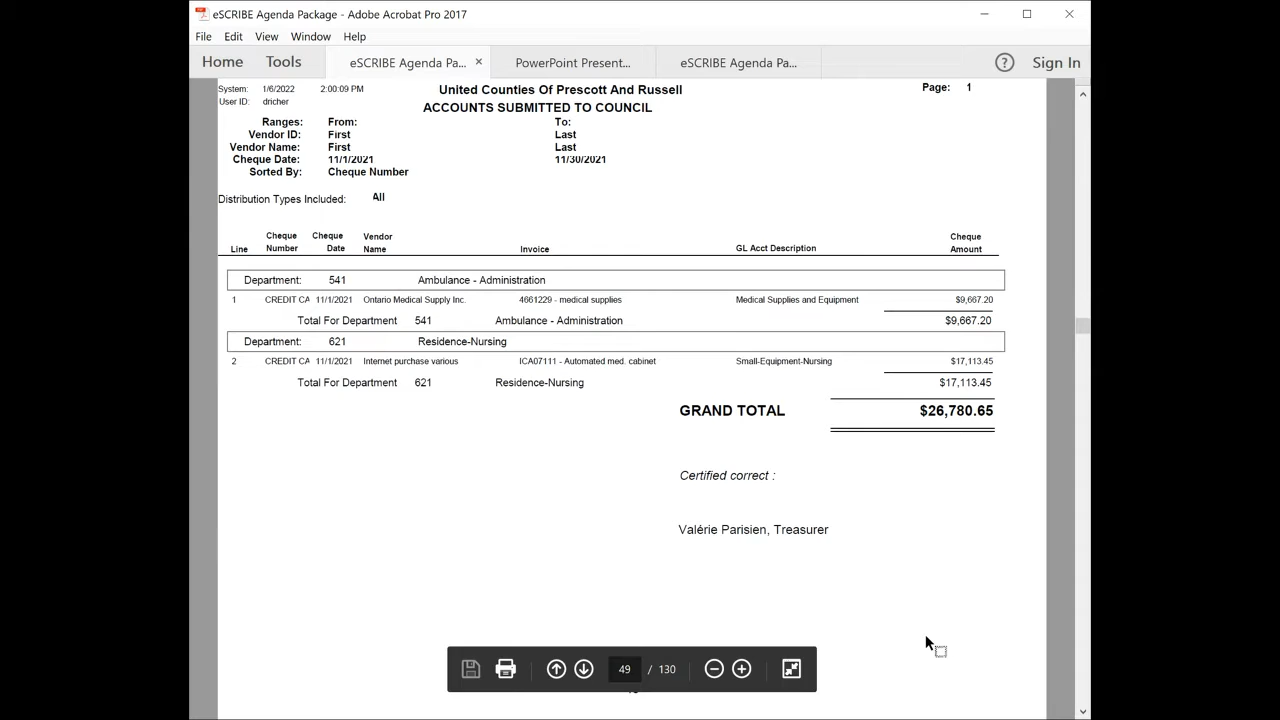 eSCRIBE Agenda Package - Adobe Acrobat Pro 2017
File Edit View Window Help
Home Tools eSCRIBE Agenda Pa... × PowerPoint Present... eSCRIBE Agenda Pa... ? Sign In
System: 1/6/2022 2:00:09 PM United Counties Of Prescott And Russell Page: 1
User ID: dricher ACCOUNTS SUBMITTED TO COUNCIL
Ranges: From: To:
Vendor ID: First Last
Vendor Name: First Last
Cheque Date: 11/1/2021 11/30/2021
Sorted By: Cheque Number
Distribution Types Included: All
Cheque Cheque Vendor Cheque
Line Number Date Name Invoice GL Acct Description Amount
Department: 541 Ambulance - Administration
1 CREDIT CA 11/1/2021 Ontario Medical Supply Inc. 4661229 - medical supplies Medical Supplies and Equipment $9,667.20
Total For Department 541 Ambulance - Administration $9,667.20
Department: 621 Residence-Nursing
2 CREDIT CA 11/1/2021 Internet purchase various ICA07111 - Automated med. cabinet Small-Equipment-Nursing $17,113.45
Total For Department 621 Residence-Nursing $17,113.45
GRAND TOTAL $26,780.65
Certified correct :
Valérie Parisien, Treasurer
49 / 130